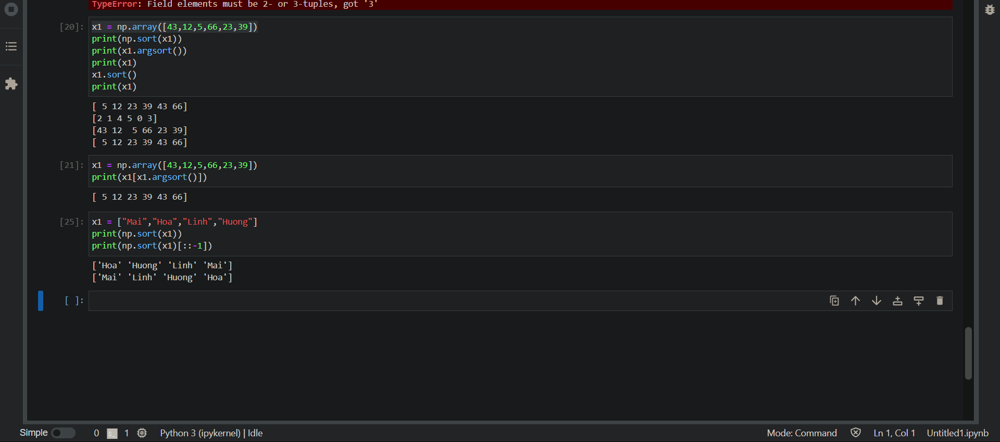 TypeError: Field elements must be 2- or 3-tuples, got '3'
[20]: x1 = np.array([43,12,5,66,23,39])
print(np.sort(x1))
print(x1.argsort())
print(x1)
x1.sort()
print(x1)
[ 5 12 23 39 43 66]
[2 1 4 5 0 3]
[43 12  5 66 23 39]
[ 5 12 23 39 43 66]
[21]: x1 = np.array([43,12,5,66,23,39])
print(x1[x1.argsort()])
[ 5 12 23 39 43 66]
[25]: x1 = ["Mai","Hoa","Linh","Huong"]
print(np.sort(x1))
print(np.sort(x1)[::-1])
['Hoa' 'Huong' 'Linh' 'Mai']
['Mai' 'Linh' 'Huong' 'Hoa']
[ ]:
Simple 0 s_ 1 Python 3 (ipykernel) | Idle Mode: Command Ln 1, Col 1 Untitled1.ipynb